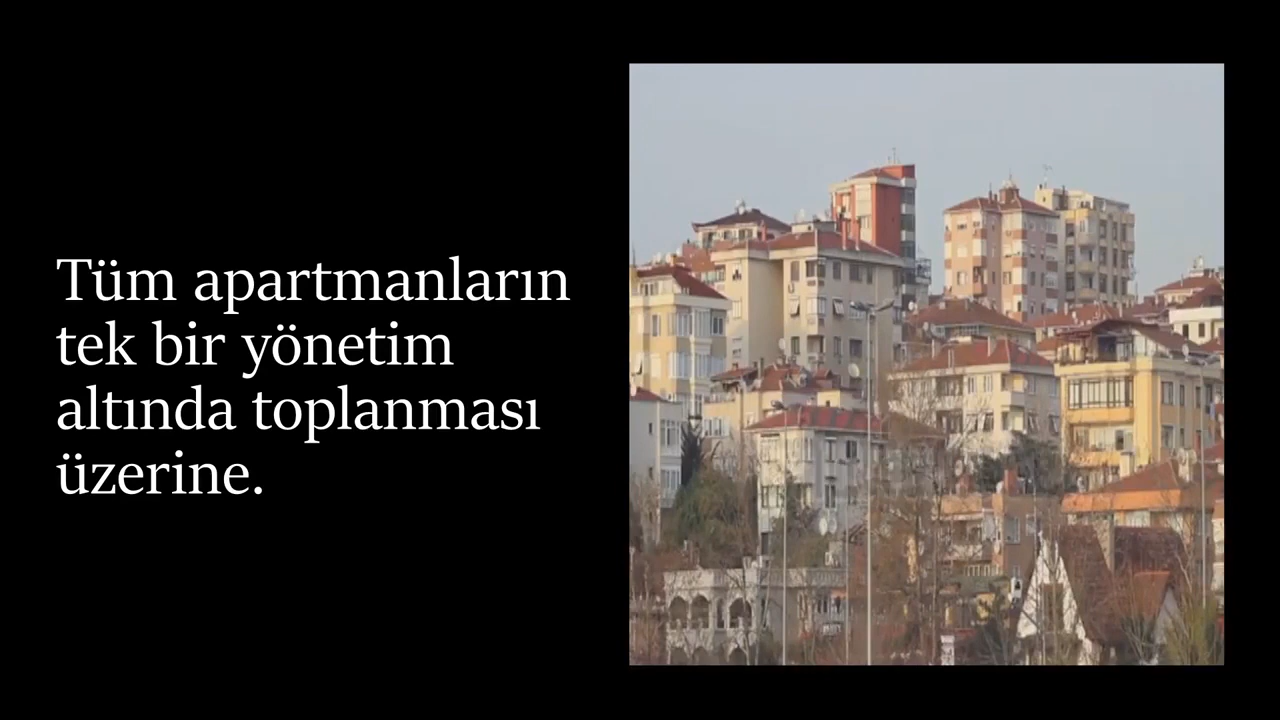 Tüm apartmanların
tek bir yönetim
altında toplanması
üzerine.